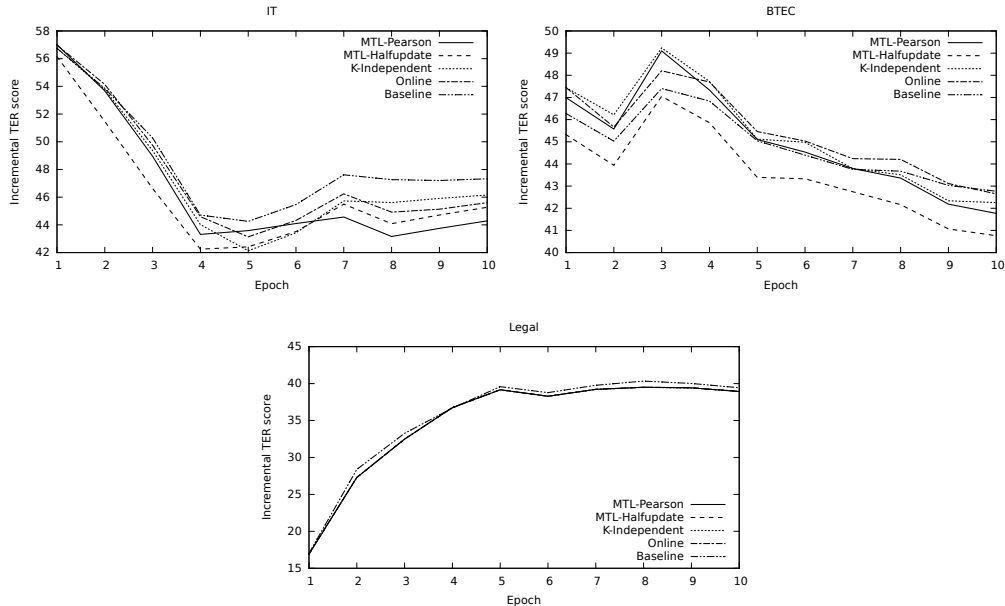 IT
58
56
54
52
50
48
46
44
42
1 2 3 4 5 6 7 8 9 10
Incremental TER score
Epoch
MTL-Pearson
MTL-Halfupdate
K-Independent
Online
Baseline
BTEC
50
49
48
47
46
45
44
43
42
41
40
1 2 3 4 5 6 7 8 9 10
Incremental TER score
Epoch
MTL-Pearson
MTL-Halfupdate
K-Independent
Online
Baseline
Legal
45
40
35
30
25
20
15
1 2 3 4 5 6 7 8 9 10
Incremental TER score
Epoch
MTL-Pearson
MTL-Halfupdate
K-Independent
Online
Baseline